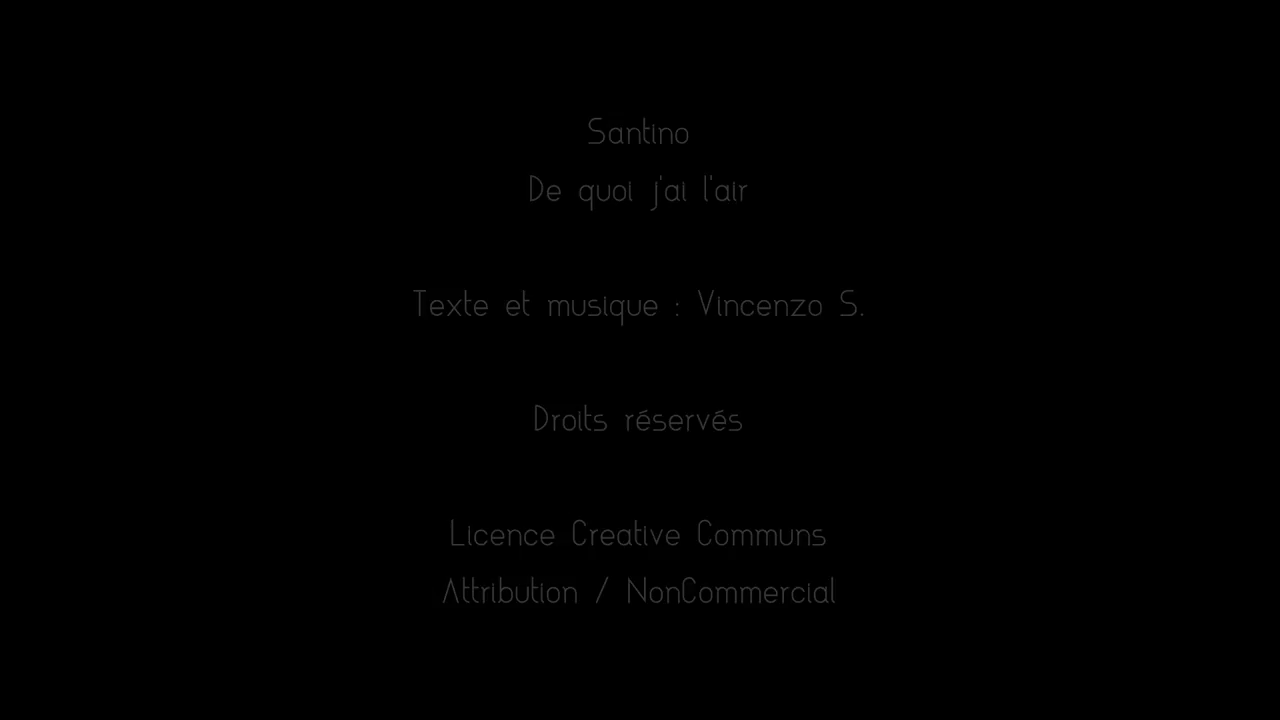 Santino
De quoi j'ai l'air
Texte et musique : Vincenzo S.
Droits réservés
Licence Creative Communs
Attribution / NonCommercial